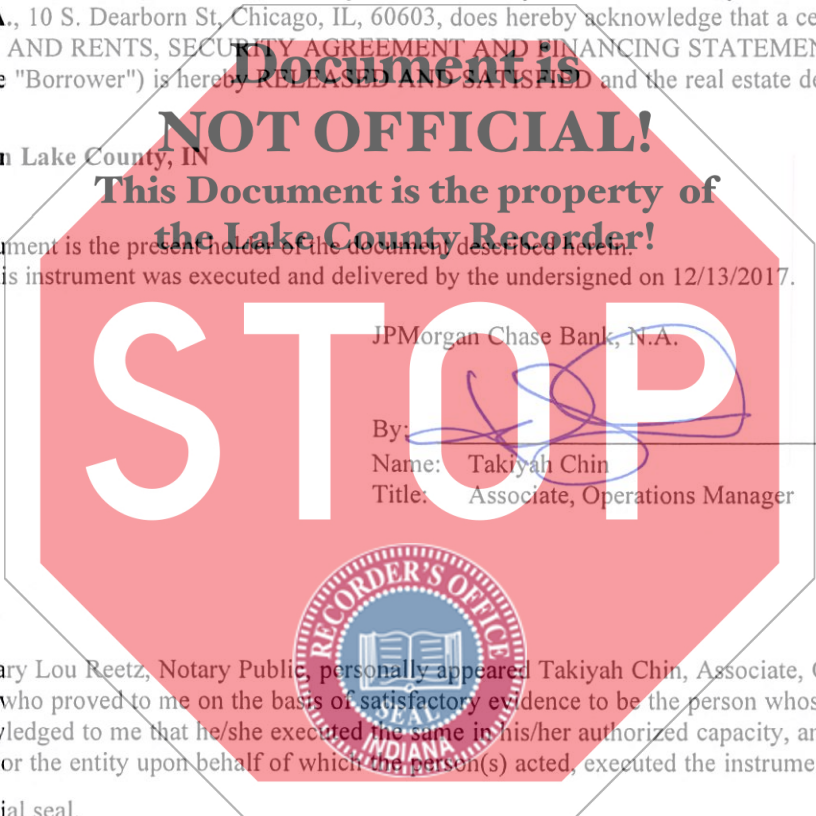 A., 10 S. Dearborn St, Chicago, IL, 60603, does hereby acknowledge that a ce
AND RENTS, SECURITY AGREEMENT AND FINANCING STATEMEN
e "Borrower") is hereby RELEASED AND SATISFIED and the real estate de
Document is
NOT OFFICIAL!
n Lake County, IN
This Document is the property of
the Lake County Recorder!
ument is the present holder of the document described herein.
is instrument was executed and delivered by the undersigned on 12/13/2017.
STOP
JPMorgan Chase Bank, N.A.
By:
Name: Takiyah Chin
Title: Associate, Operations Manager
RECORDER'S OFFICE
SEAL
INDIANA
ary Lou Reetz, Notary Public, personally appeared Takiyah Chin, Associate, O
who proved to me on the basis of satisfactory evidence to be the person whos
vledged to me that he/she executed the same in his/her authorized capacity, an
or the entity upon behalf of which the person(s) acted, executed the instrume
ial seal.